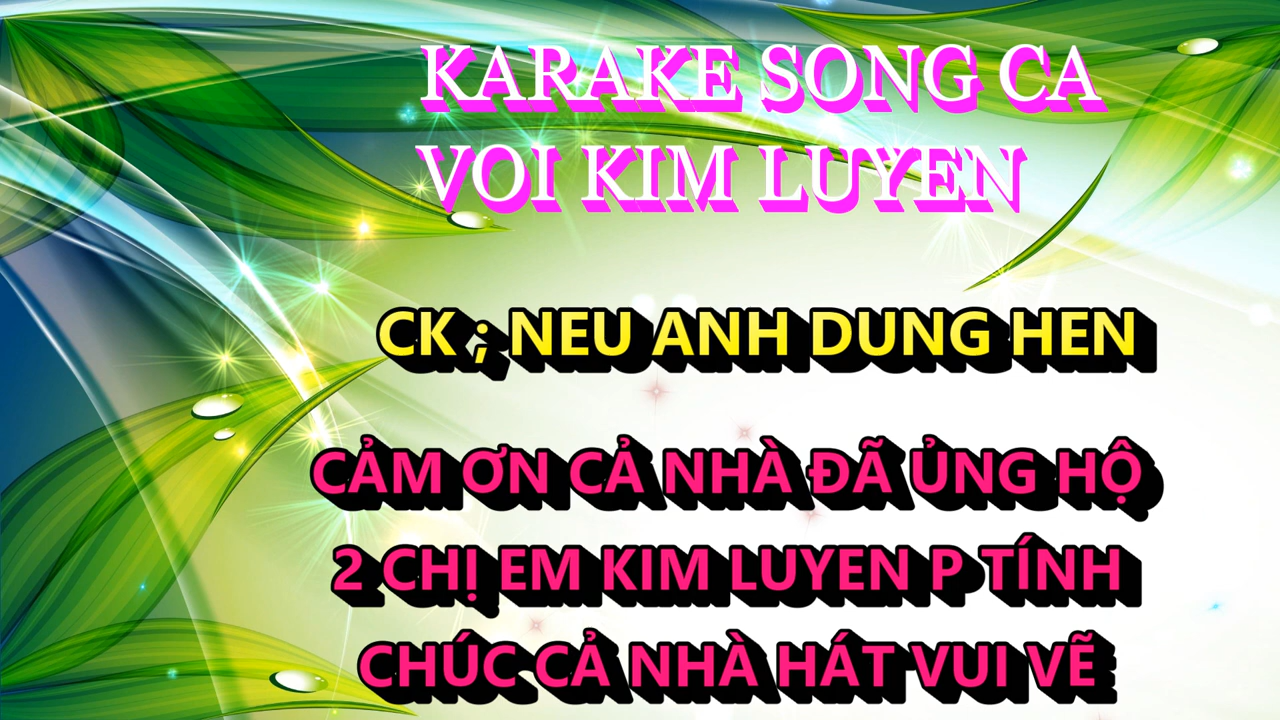 KARAKE SONG CA
VOI KIM LUYEN
CK ; NEU ANH DUNG HEN
CẢM ƠN CẢ NHÀ ĐÃ ỦNG HỘ
2 CHỊ EM KIM LUYEN P TÍNH
CHÚC CẢ NHÀ HÁT VUI VẼ